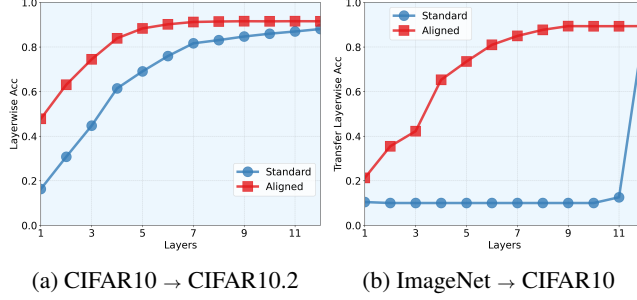 1.0
0.8
0.6
0.4
0.2
0.0
Layerwise Acc
1 3 5 7 9 11
Layers
Standard
Aligned
(a) CIFAR10 → CIFAR10.2
1.0
0.8
0.6
0.4
0.2
0.0
Transfer Layerwise Acc
1 3 5 7 9 11
Layers
Standard
Aligned
(b) ImageNet → CIFAR10